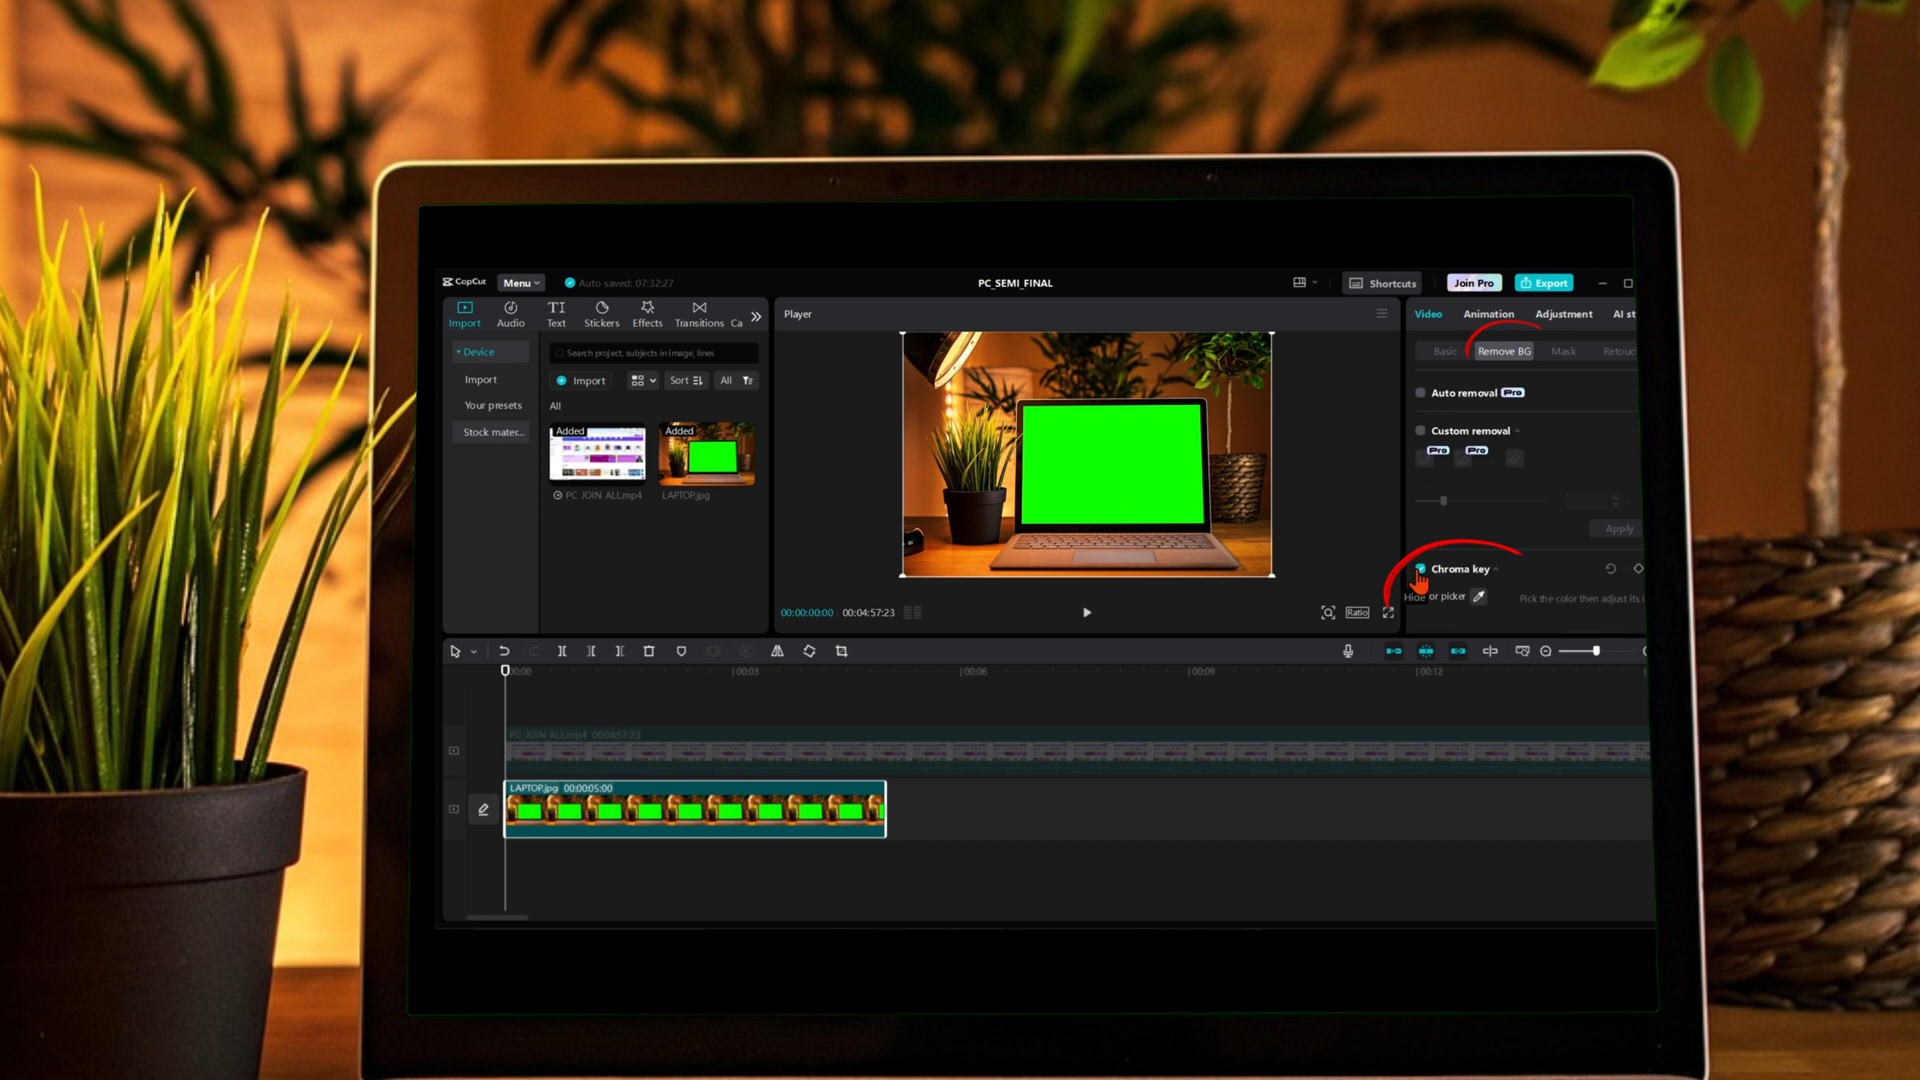 CapCut Menu Auto saved: 07:32:27 PC_SEMI_FINAL Shortcuts Join Pro Export
Import Audio Text Stickers Effects Transitions Ca
Player
Video Animation Adjustment AI st
Device
Search project, subjects in image, lines
Basic Remove BG Mask Retouc
Import
Import Sort All
Your presets
All
Auto removal Pro
Stock mater...
Added
Added
Custom removal
Pro Pro
PC JOIN ALL.mp4
LAPTOP.jpg
Apply
Chroma key
Hide or picker
Pick the color then adjust its i
00:00:00:00 00:04:57:23
Ratio
00:00 00:03 00:06 00:09 00:12
PC JOIN ALL.mp4 00:04:57:23
LAPTOP.jpg 00:00:05:00